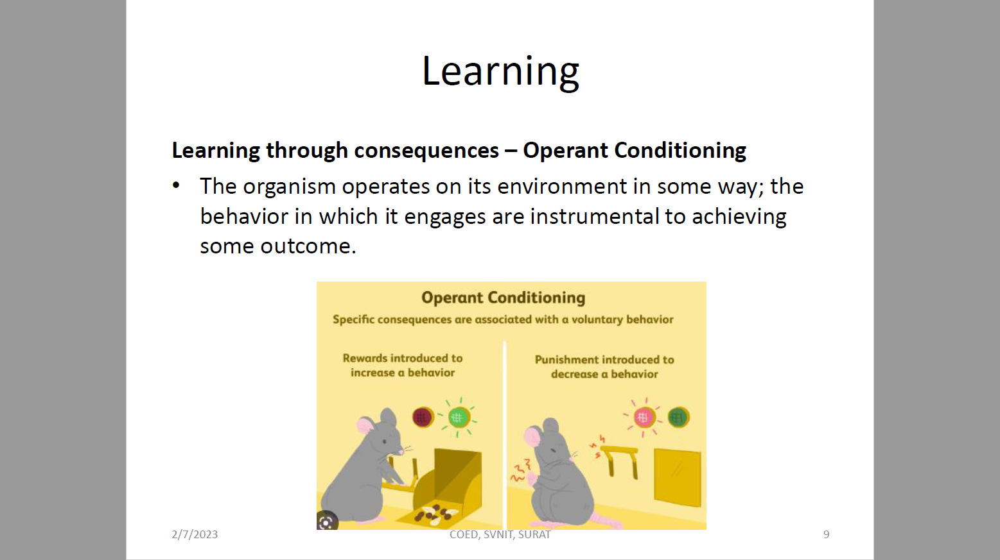 Learning
Learning through consequences – Operant Conditioning
• The organism operates on its environment in some way; the
behavior in which it engages are instrumental to achieving
some outcome.
Operant Conditioning
Specific consequences are associated with a voluntary behavior
Rewards introduced to
increase a behavior
Punishment introduced to
decrease a behavior
2/7/2023
COED, SVNIT, SURAT
9